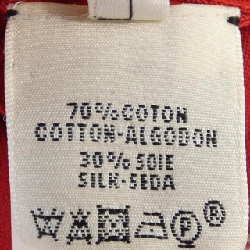 70%COTON
COTTON-ALGODON
30% SOIE
SILK-SEDA
P ®